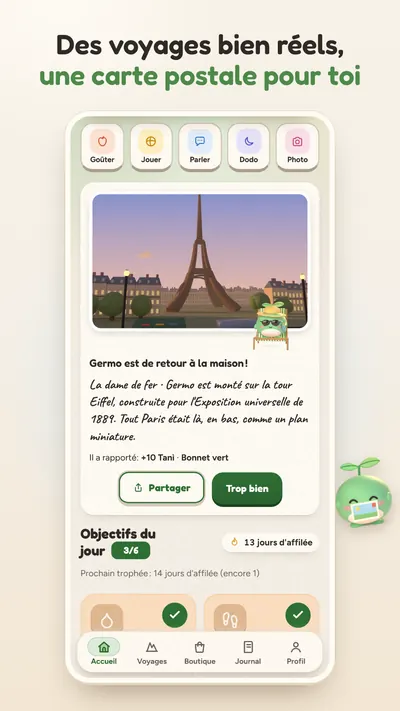 Des voyages bien réels,
une carte postale pour toi
Goûter
Jouer
Parler
Dodo
Photo
Germo est de retour à la maison !
La dame de fer · Germo est monté sur la tour
Eiffel, construite pour l'Exposition universelle de
1889. Tout Paris était là, en bas, comme un plan
miniature.
Il a rapporté : +10 Tani · Bonnet vert
Partager
Trop bien
Objectifs du
jour 3/6
13 jours d'affilée
Prochain trophée : 14 jours d'affilée (encore 1)
Accueil
Voyages
Boutique
Journal
Profil